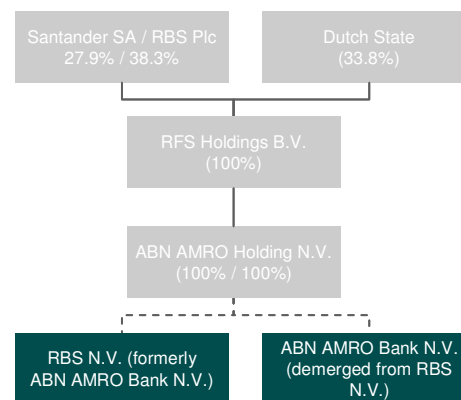 Santander SA / RBS Plc
27.9% / 38.3%
Dutch State
(33.8%)
RFS Holdings B.V.
(100%)
ABN AMRO Holding N.V.
(100% / 100%)
RBS N.V. (formerly
ABN AMRO Bank N.V.)
ABN AMRO Bank N.V.
(demerged from RBS
N.V.)